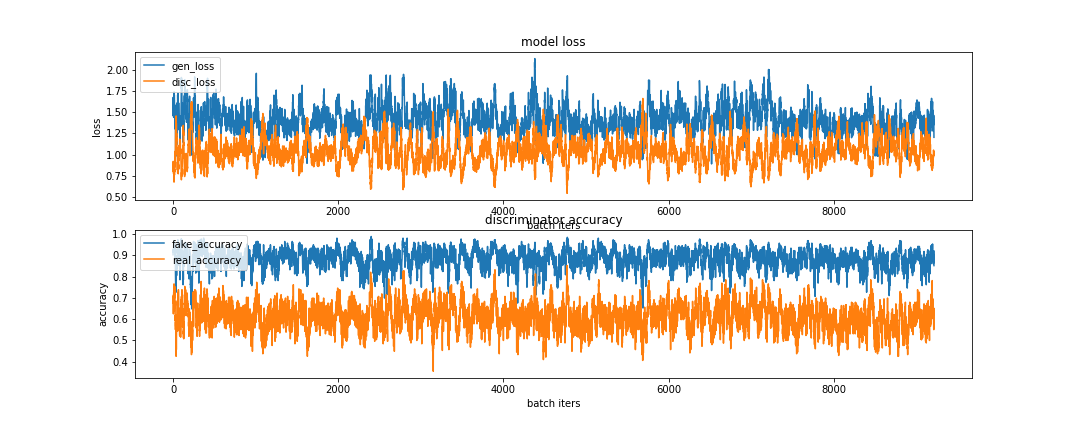 model loss
gen_loss
disc_loss
2.00
1.75
1.50
1.25
1.00
0.75
0.50
loss
0 2000 4000 6000 8000
batch iters
discriminator accuracy
fake_accuracy
real_accuracy
1.0
0.9
0.8
0.7
0.6
0.5
0.4
accuracy
0 2000 4000 6000 8000
batch iters